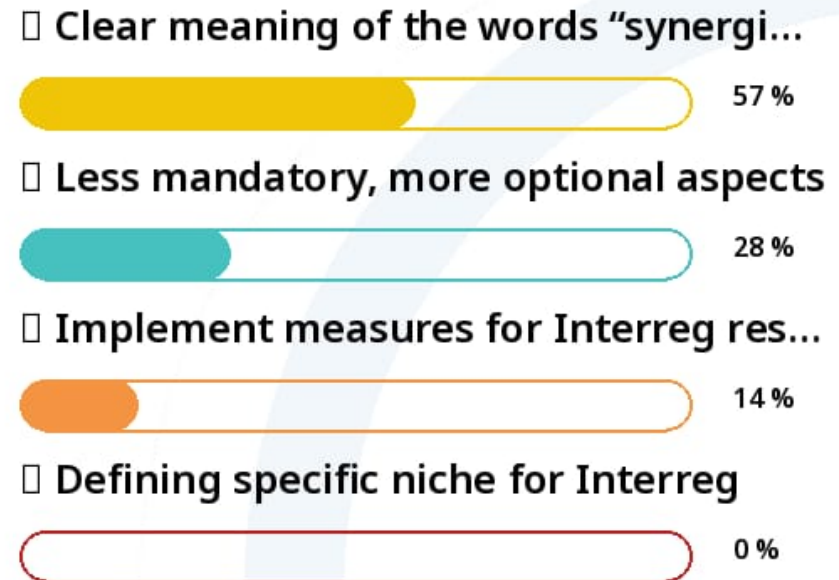 Clear meaning of the words “synergi...
57 %
Less mandatory, more optional aspects
28 %
Implement measures for Interreg res...
14 %
Defining specific niche for Interreg
0 %